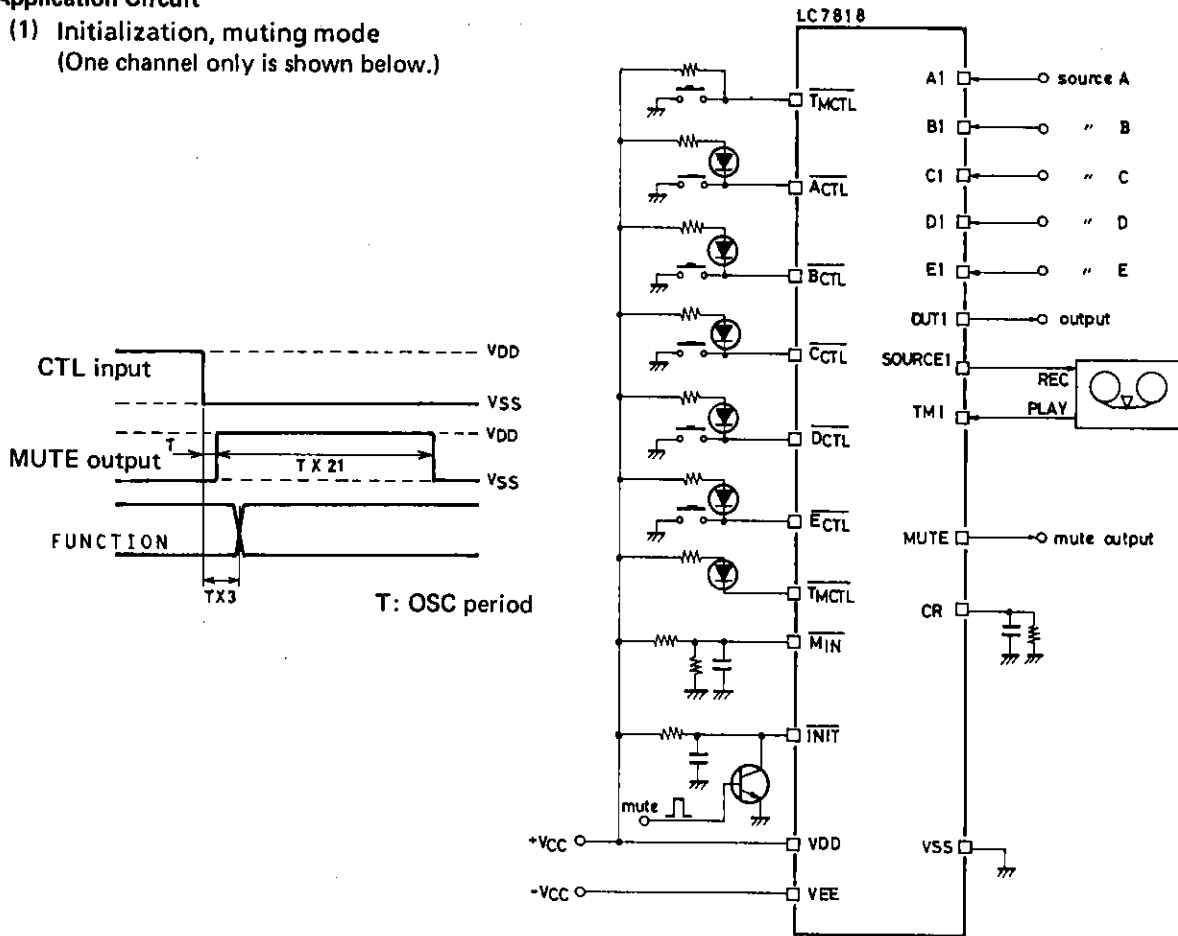 Application Circuit
(1) Initialization, muting mode
(One channel only is shown below.)
CTL input
VDD
VSS
MUTE output
T
T X 21
VDD
VSS
FUNCTION
TX3
T: OSC period
LC7818
TMCTL
ACTL
BCTL
CCTL
DCTL
ECTL
TMCTL
MIN
INIT
mute
+VCC
VDD
-VCC
VEE
A1 source A
B1 " B
C1 " C
D1 " D
E1 " E
OUT1 output
SOURCE1
REC
TM1
PLAY
MUTE mute output
CR
VSS